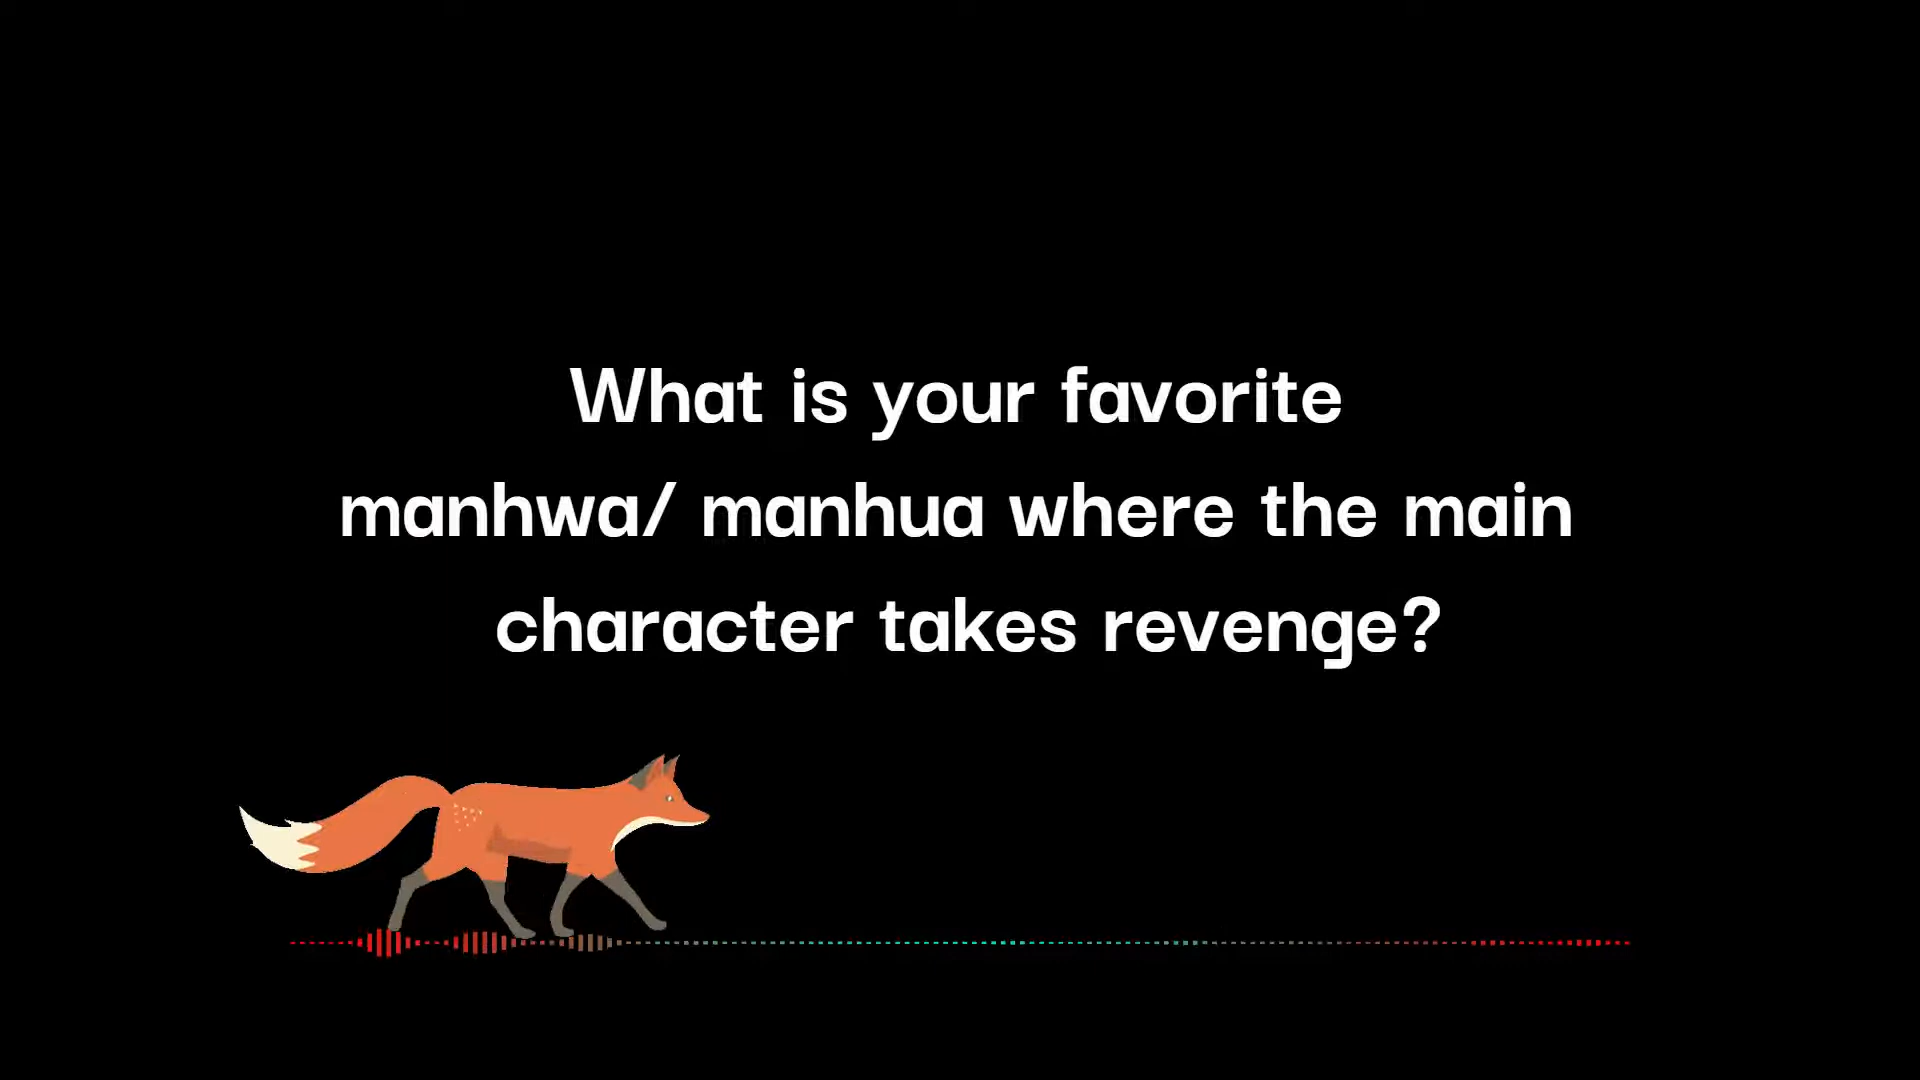 What is your favorite
manhwa/ manhua where the main
character takes revenge?